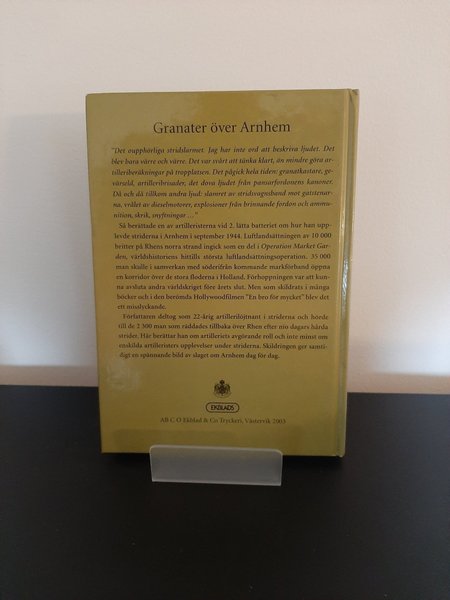 Granater över Arnhem
"Det oupphörliga stridslarmet. Jag har inte ord att beskriva ljudet. Det
blev bara värre och värre. Det var svårt att tänka klart, än mindre göra ar-
tilleriberäkningar på stropplatsen. Det pågick hela tiden: granatkastare, ge-
värseld, artilleribrisader, det dova ljudet från pansarfordonens kanoner.
Då och då tillkom andra ljud: slamret av stridsvagnsband mot gatstenar-
na, vrålet av dieselmotorer, explosioner från brinnande fordon och ammu-
nition, skrik, snyftningar ..."
Så berättade en av artilleristerna vid 2. lätta batteriet om hur han upp-
levde striderna i Arnhem i september 1944. Luftlandsättningen av 10 000
britter på Rhens norra strand ingick som en del i Operation Market Gar-
den, världshistoriens hittills största luftlandsättningsoperation. 35 000
man skulle i samverkan med söderifrån kommande markförband öppna
en korridor över de stora floderna i Holland. Förhoppningen var att kun-
na avsluta andra världskriget före årets slut. Men som skildrats i många
böcker och i den berömda Hollywoodfilmen "En bro för mycket" blev det
ett misslyckande.
Författaren deltog som 22-årig artillerilöjtnant i striderna och hörde
till de 2 300 man som räddades tillbaka över Rhen efter nio dagars hårda
strider. Här berättar han om artilleriets avgörande roll och inte minst om
enskilda artilleristers upplevelser under striderna. Skildringen ger samti-
digt en spännande bild av slaget om Arnhem dag för dag.
EKBLADS
AB C O Ekblad & Co Tryckeri, Västervik 2003